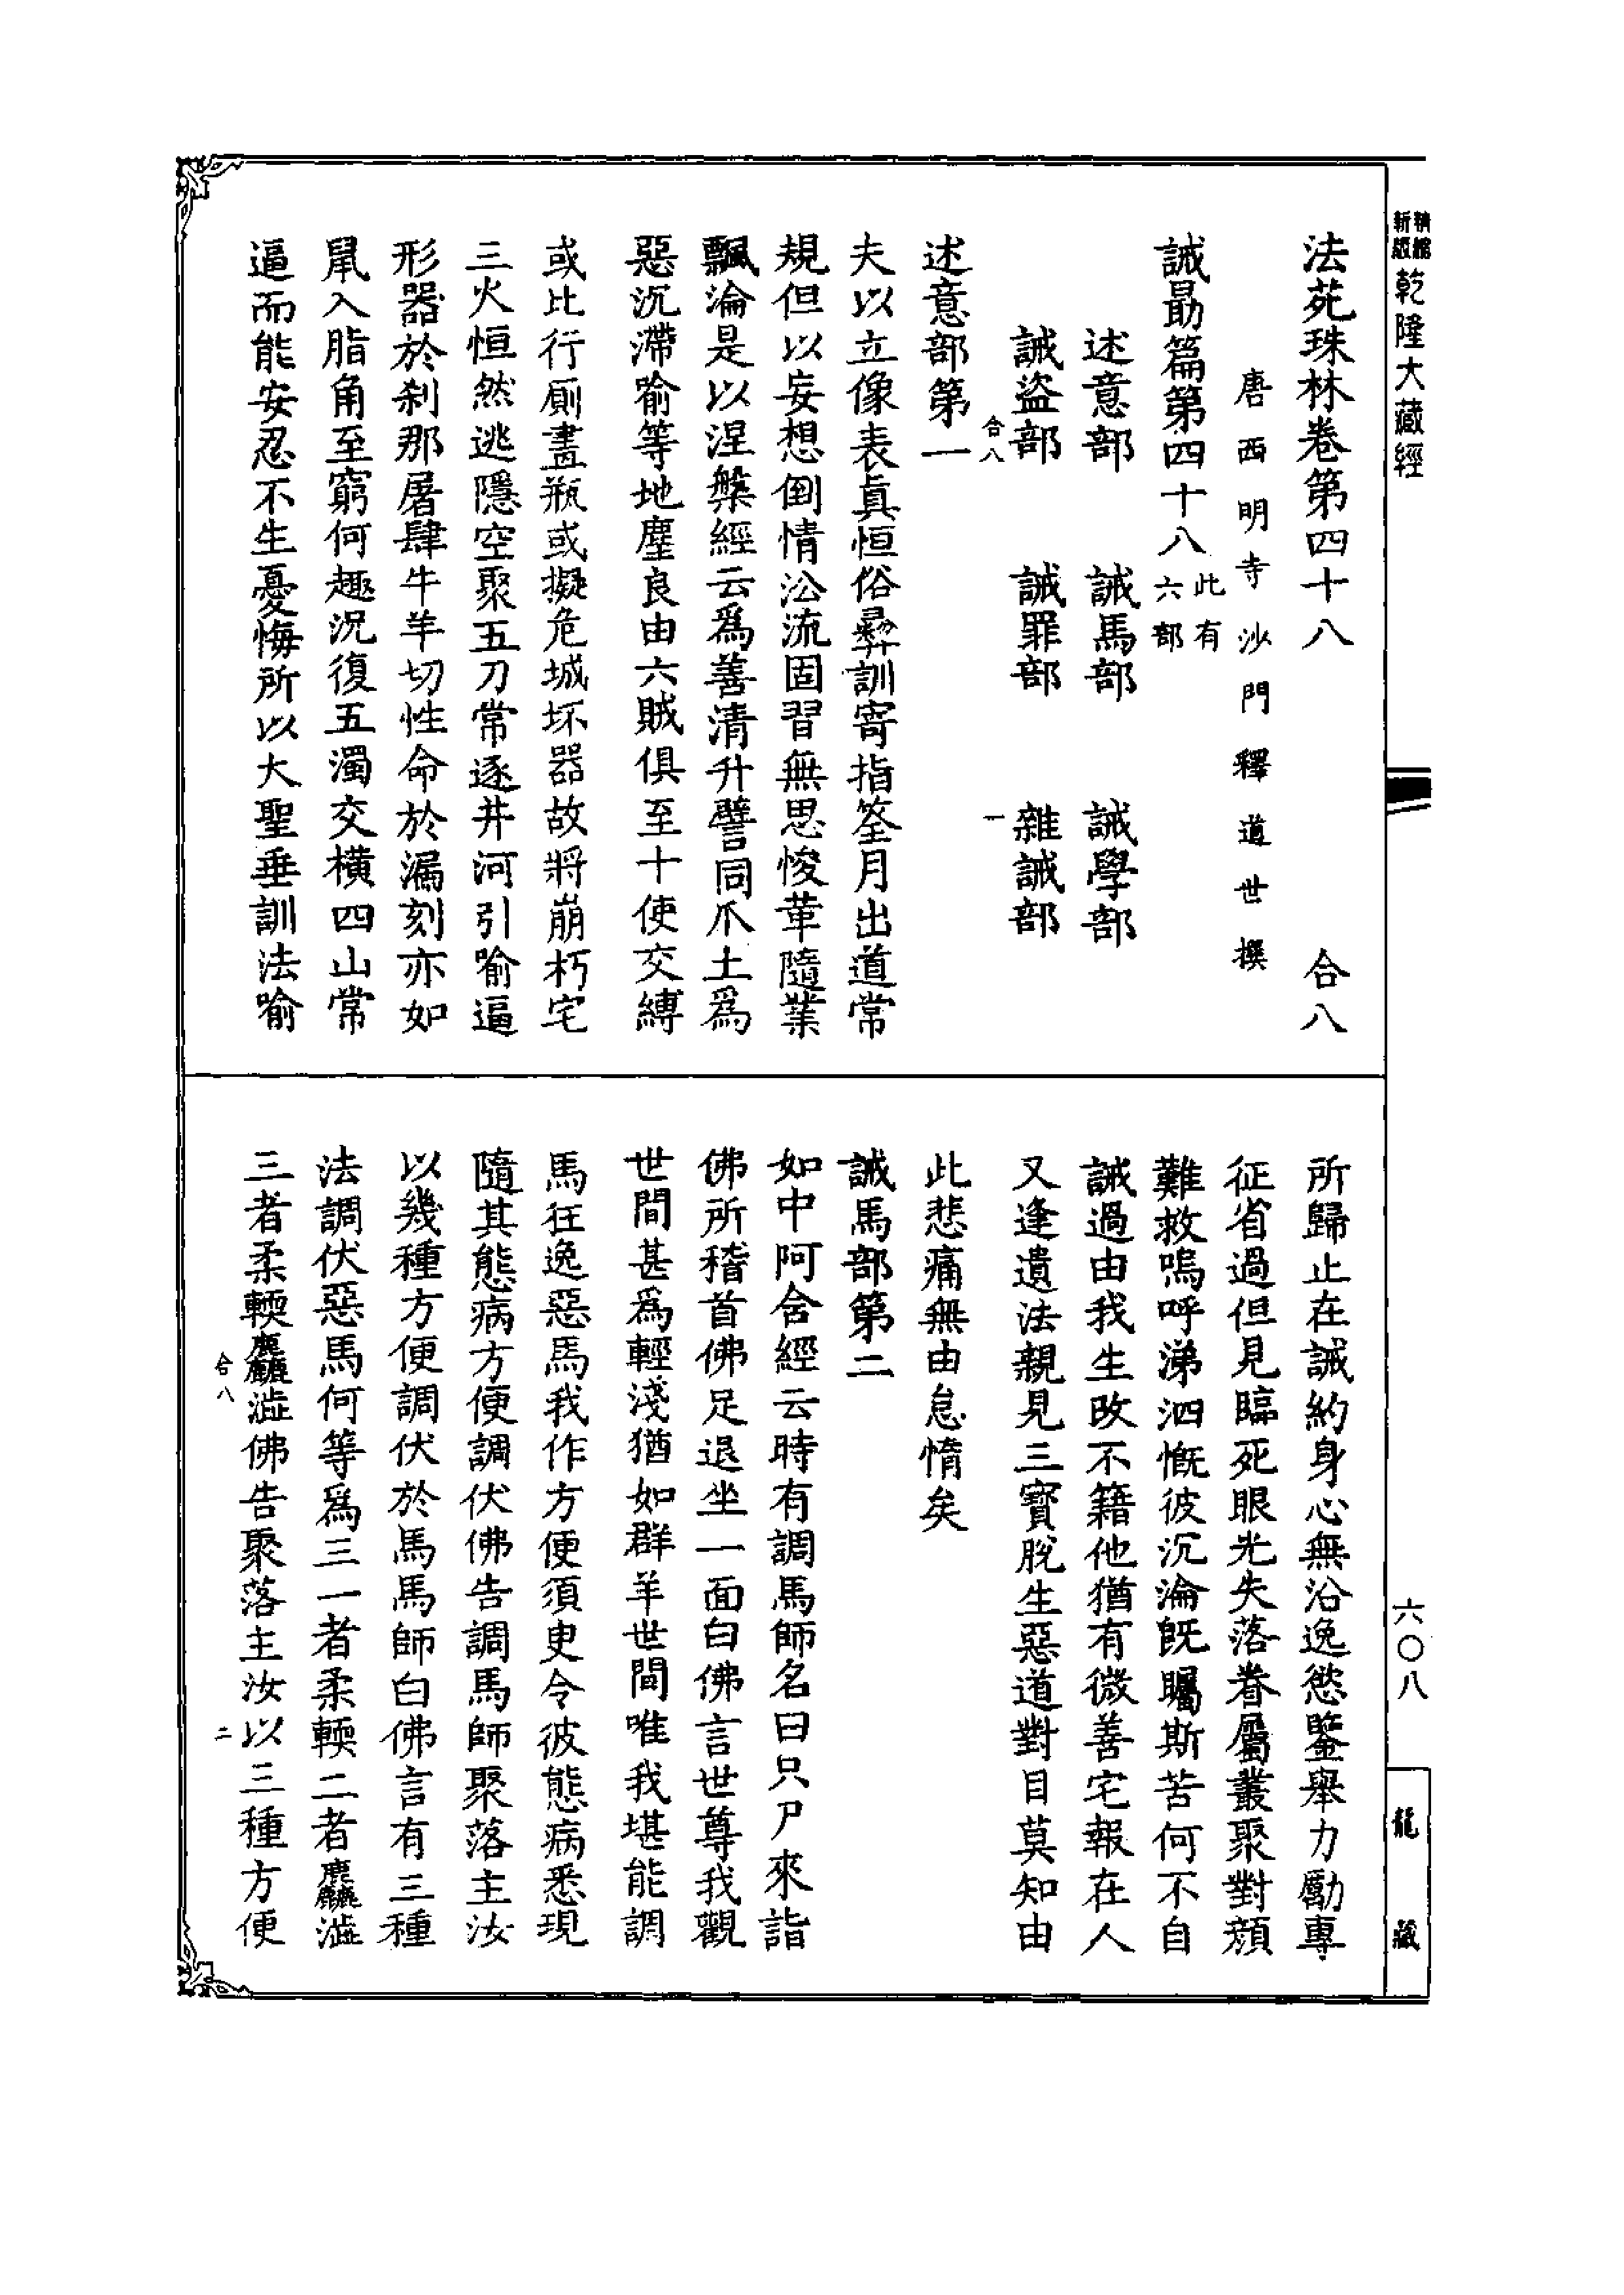 新版精縮乾隆大藏經
六〇八
龍藏
法苑珠林卷第四十八　合八
唐西明寺沙門釋道世撰
誡勗篇第四十八此有六部
述意部　誡馬部　誡學部
誡盜部　誡罪部　雜誡部
合八　一
述意部第一
夫以立像表真恒俗彞訓寄指筌月出道常
規但以妄想倒情沿流固習無思悛革隨業
飄淪是以涅槃經云為善清升譬同爪土為
惡沉滯喻等地塵良由六賊俱至十使交縛
或比行廁畫瓶或擬危城坏器故將崩朽宅
三火恒然逃隱空聚五刀常逐井河引喻逼
形器於刹那屠肆牛羊切性命於漏刻亦如
鼠入脂角至窮何趣況復五濁交橫四山常
逼而能安忍不生憂悔所以大聖垂訓法喻
所歸止在誡約身心無沿逸慾鑒舉力勵專
征省過但見臨死眼光失落眷屬叢聚對顏
難救嗚呼涕泗慨彼沉淪既矚斯苦何不自
誡過由我生改不籍他猶有微善宅報在人
又逢遺法親見三寶脫生惡道對目莫知由
此悲痛無由怠惰矣
誡馬部第二
如中阿含經云時有調馬師名曰只尸來詣
佛所稽首佛足退坐一面白佛言世尊我觀
世間甚為輕淺猶如群羊世間唯我堪能調
馬狂逸惡馬我作方便須臾令彼態病悉現
隨其態病方便調伏佛告調馬師聚落主汝
以幾種方便調伏於馬馬師白佛言有三種
法調伏惡馬何等為三一者柔輭二者麤澁
三者柔輭麤澁佛告聚落主汝以三種方便
合八　二